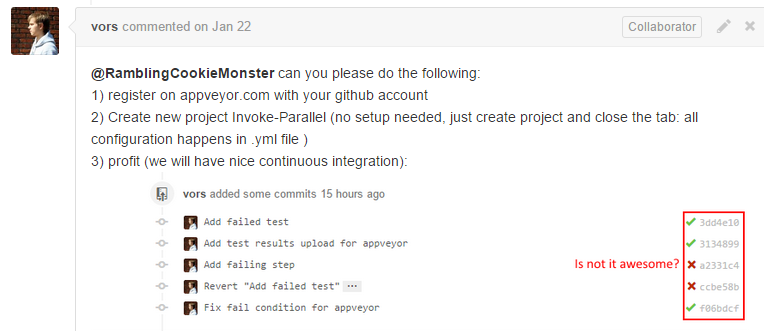 vors commented on Jan 22 Collaborator
@RamblingCookieMonster can you please do the following:
1) register on appveyor.com with your github account
2) Create new project Invoke-Parallel (no setup needed, just create project and close the tab: all
configuration happens in .yml file )
3) profit (we will have nice continuous integration):
vors added some commits 15 hours ago
Add failed test 3dd4e10
Add test results upload for appveyor 3134899
Add failing step Is not it awesome? a2331c4
Revert "Add failed test" ... ccbe58b
Fix fail condition for appveyor f06bdcf